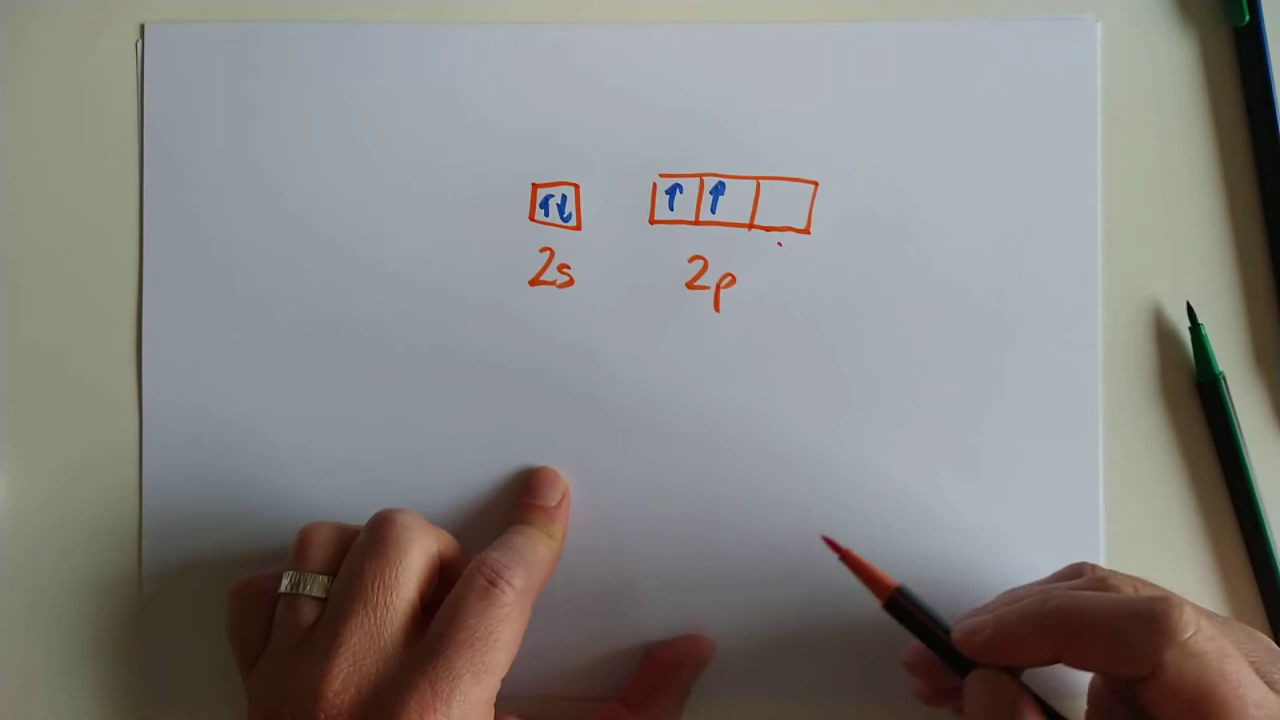 ↑↓ ↑ ↑
2s 2p